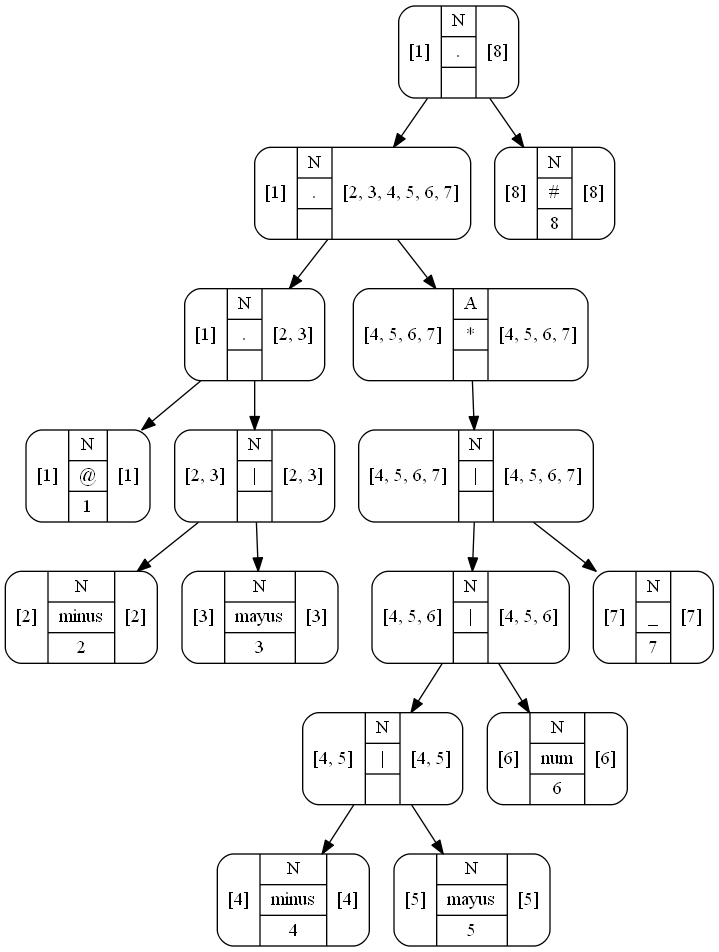 N
[1] . [8]
N
[1] . [2, 3, 4, 5, 6, 7]
N
[8] # [8]
8
N
[1] . [2, 3]
A
[4, 5, 6, 7] * [4, 5, 6, 7]
N
[1] @ [1]
1
N
[2, 3] | [2, 3]
N
[4, 5, 6, 7] | [4, 5, 6, 7]
N
[2] minus [2]
2
N
[3] mayus [3]
3
N
[4, 5, 6] | [4, 5, 6]
N
[7] _ [7]
7
N
[4, 5] | [4, 5]
N
[6] num [6]
6
N
[4] minus [4]
4
N
[5] mayus [5]
5